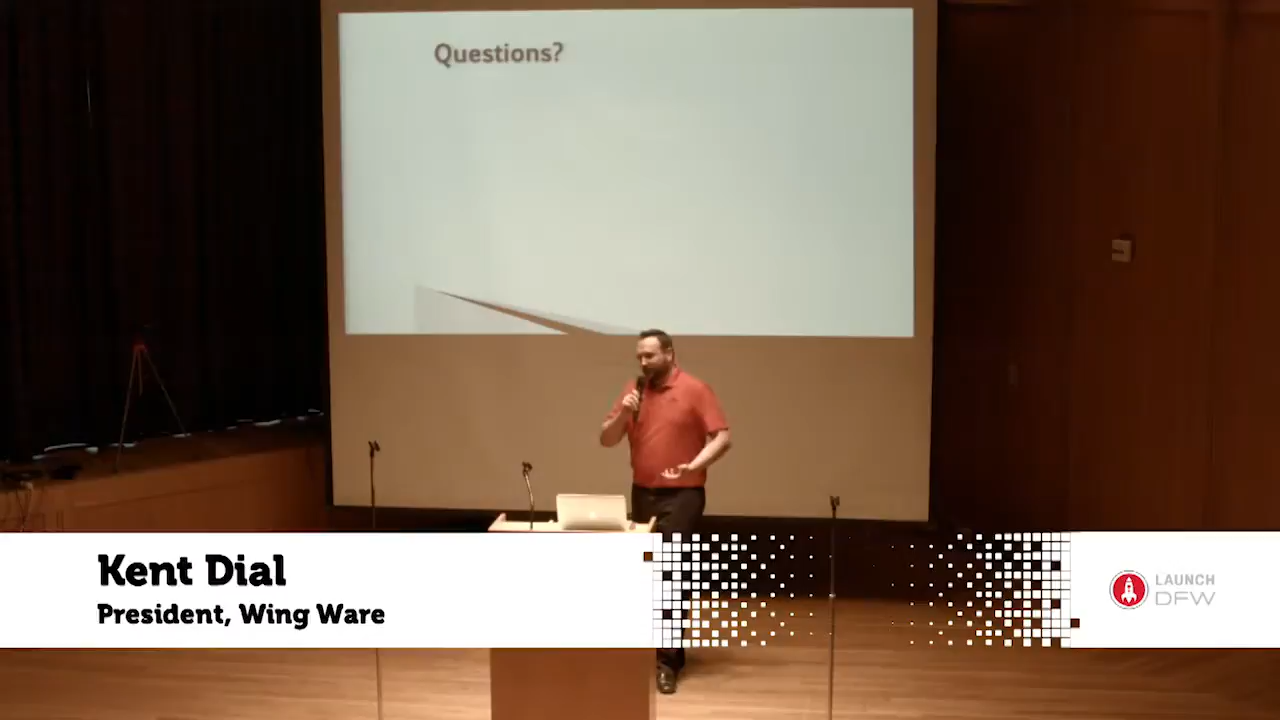 Questions?
Kent Dial
President, Wing Ware
LAUNCH
DFW